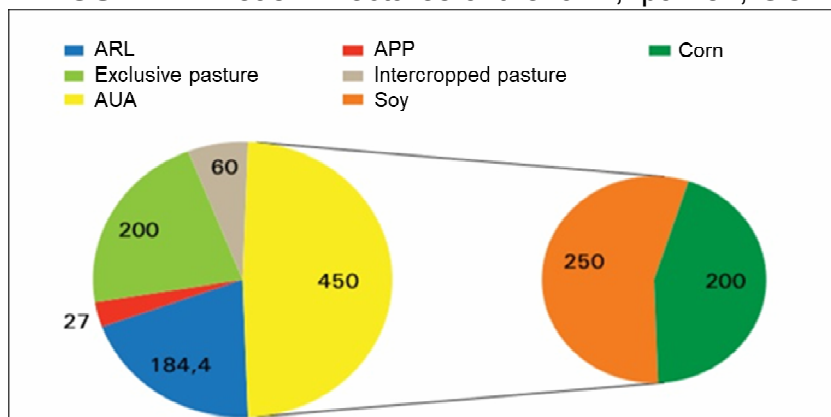 ARL
APP
Corn
Exclusive pasture
Intercropped pasture
AUA
Soy
60
200
450
27
184,4
250
200